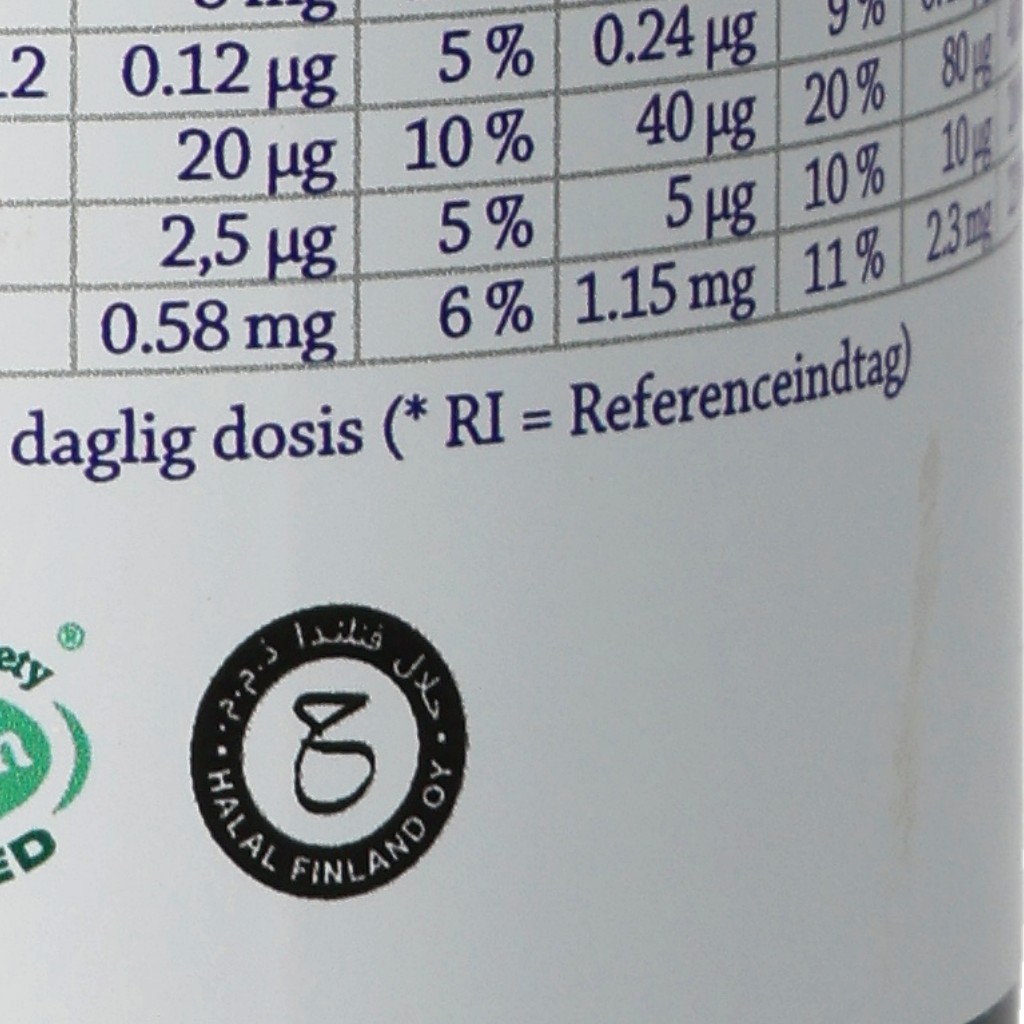 mg 9%
.2 0.12 µg 5% 0.24 µg 80 µg
20 µg 10% 40 µg 20% 10 µg
2,5 µg 5% 5 µg 10% 2.3 mg
0.58 mg 6% 1.15 mg 11%
daglig dosis (* RI = Referenceindtag)
ety ®
n
ED
حلال فنلندا ذ.م.م.
ح
HALAL FINLAND OY